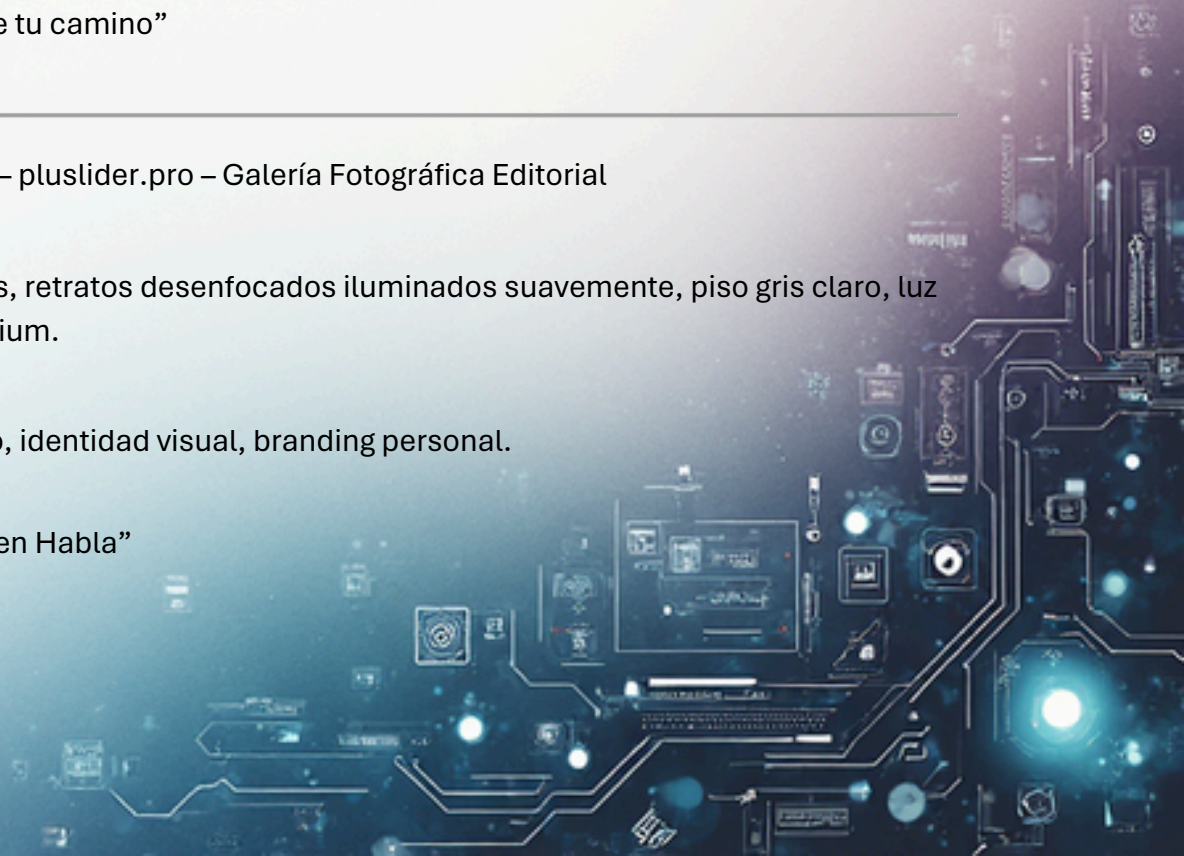 e tu camino”
– pluslider.pro – Galería Fotográfica Editorial
s, retratos desenfocados iluminados suavemente, piso gris claro, luz
ium.
, identidad visual, branding personal.
en Habla”